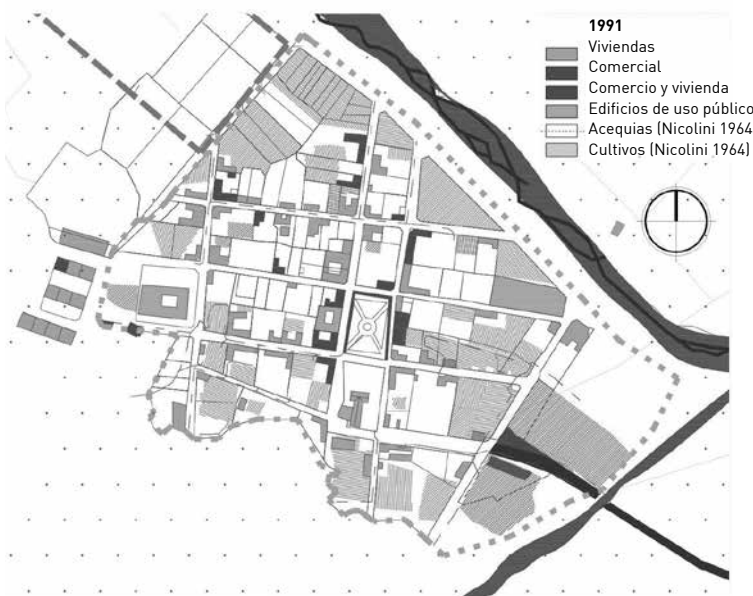 1991
Viviendas
Comercial
Comercio y vivienda
Edificios de uso público
Acequias (Nicolini 1964
Cultivos (Nicolini 1964)